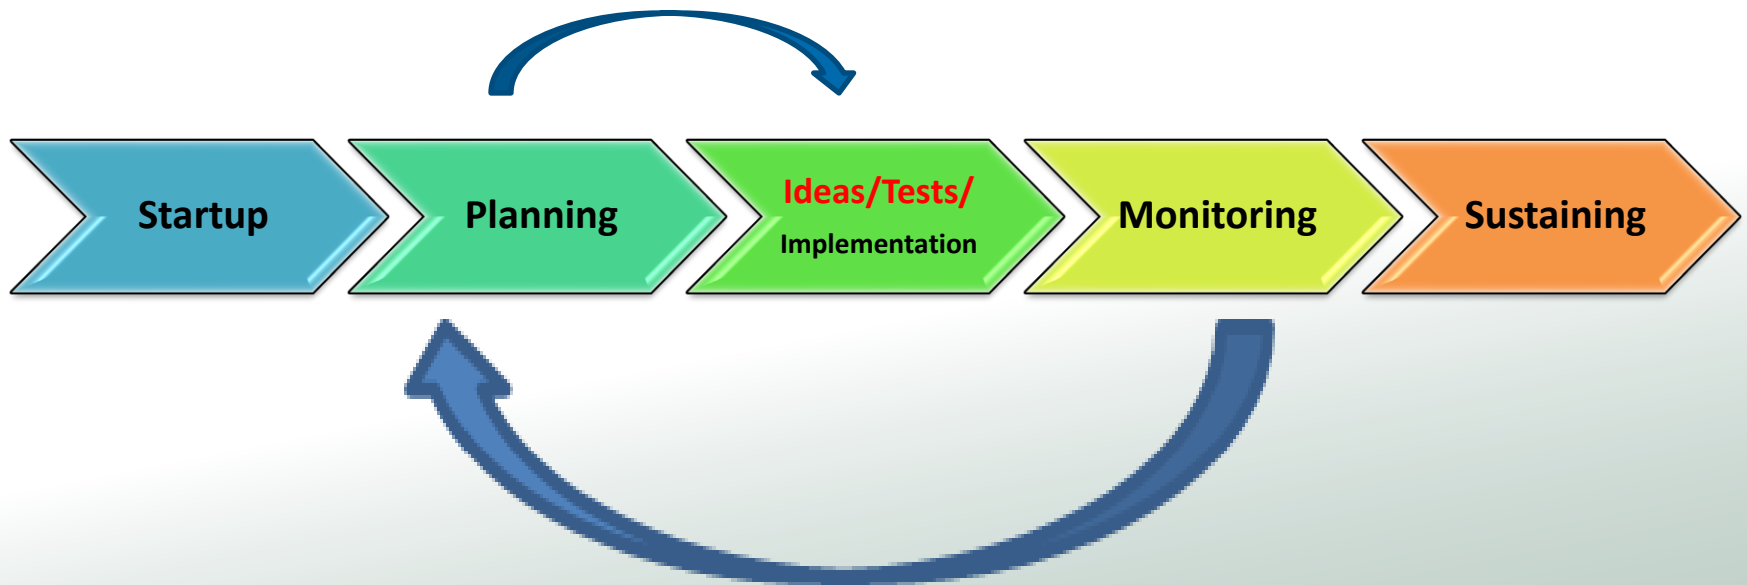 Startup
Planning
Ideas/Tests/
Implementation
Monitoring
Sustaining